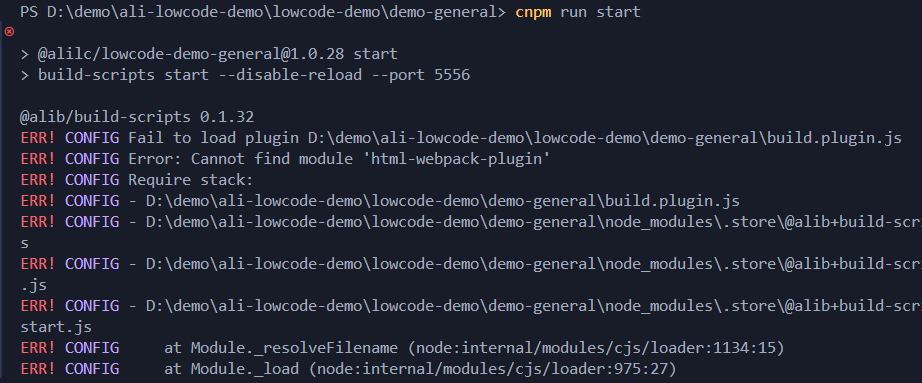 PS D:\demo\ali-lowcode-demo\lowcode-demo\demo-general> cnpm run start
> @alilc/lowcode-demo-general@1.0.28 start
> build-scripts start --disable-reload --port 5556
@alib/build-scripts 0.1.32
ERR! CONFIG Fail to load plugin D:\demo\ali-lowcode-demo\lowcode-demo\demo-general\build.plugin.js
ERR! CONFIG Error: Cannot find module 'html-webpack-plugin'
ERR! CONFIG Require stack:
ERR! CONFIG - D:\demo\ali-lowcode-demo\lowcode-demo\demo-general\build.plugin.js
ERR! CONFIG - D:\demo\ali-lowcode-demo\lowcode-demo\demo-general\node_modules\.store\@alib+build-scr
s
ERR! CONFIG - D:\demo\ali-lowcode-demo\lowcode-demo\demo-general\node_modules\.store\@alib+build-scr
.js
ERR! CONFIG - D:\demo\ali-lowcode-demo\lowcode-demo\demo-general\node_modules\.store\@alib+build-scr
start.js
ERR! CONFIG     at Module._resolveFilename (node:internal/modules/cjs/loader:1134:15)
ERR! CONFIG     at Module._load (node:internal/modules/cjs/loader:975:27)